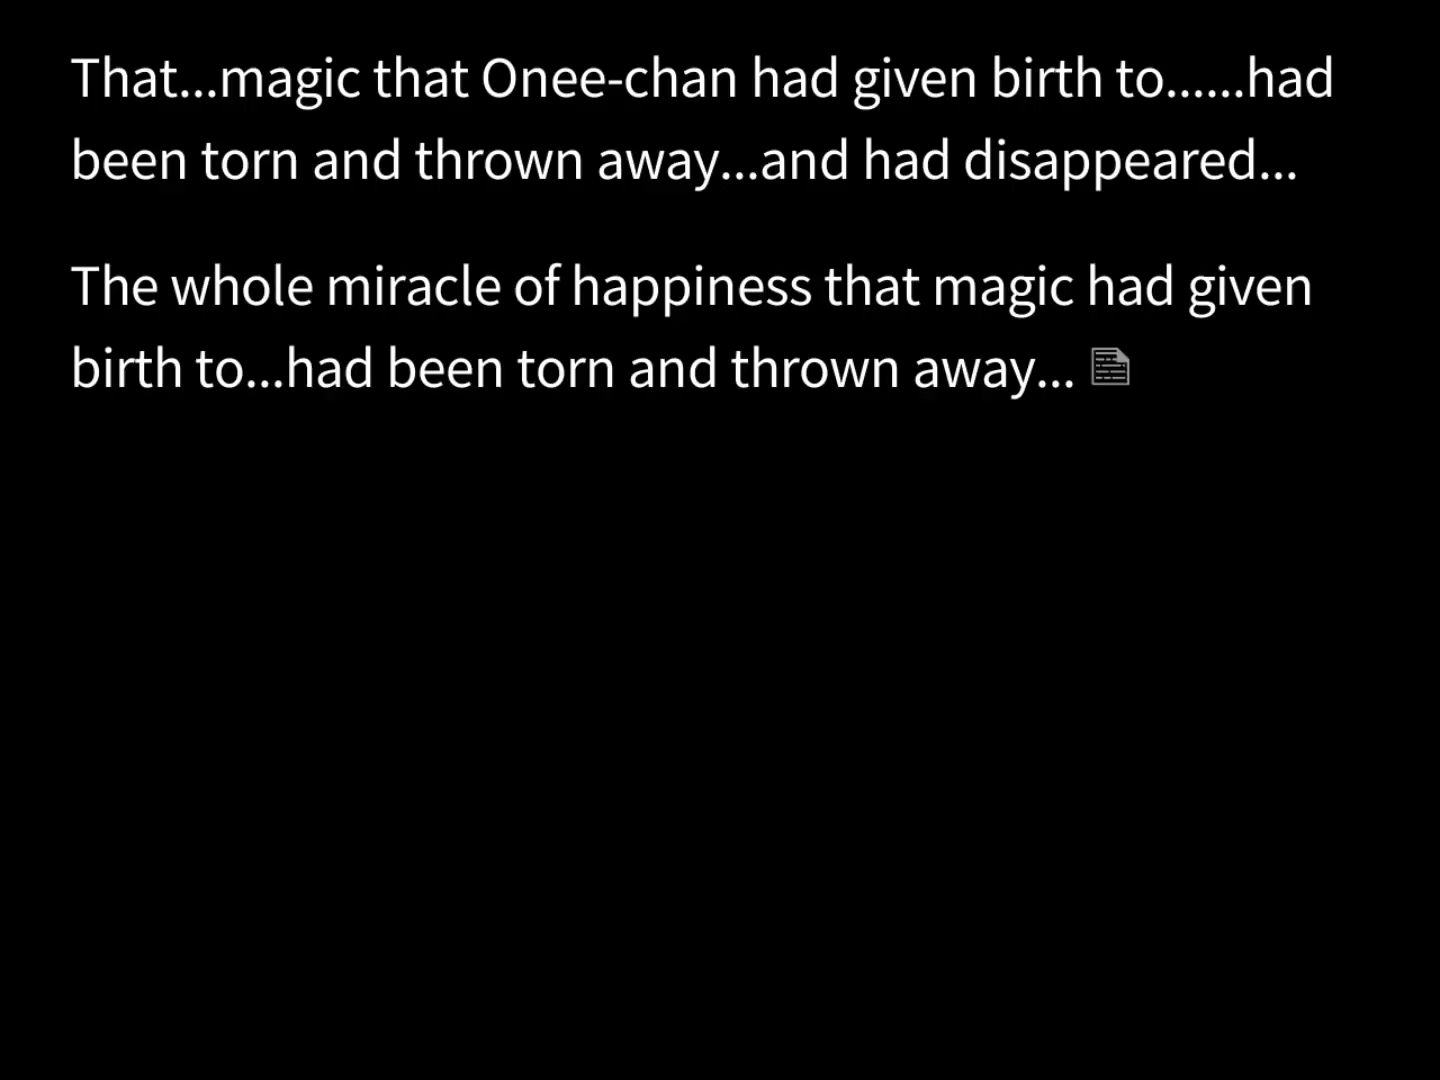 That...magic that Onee-chan had given birth to......had
been torn and thrown away...and had disappeared...
The whole miracle of happiness that magic had given
birth to...had been torn and thrown away...